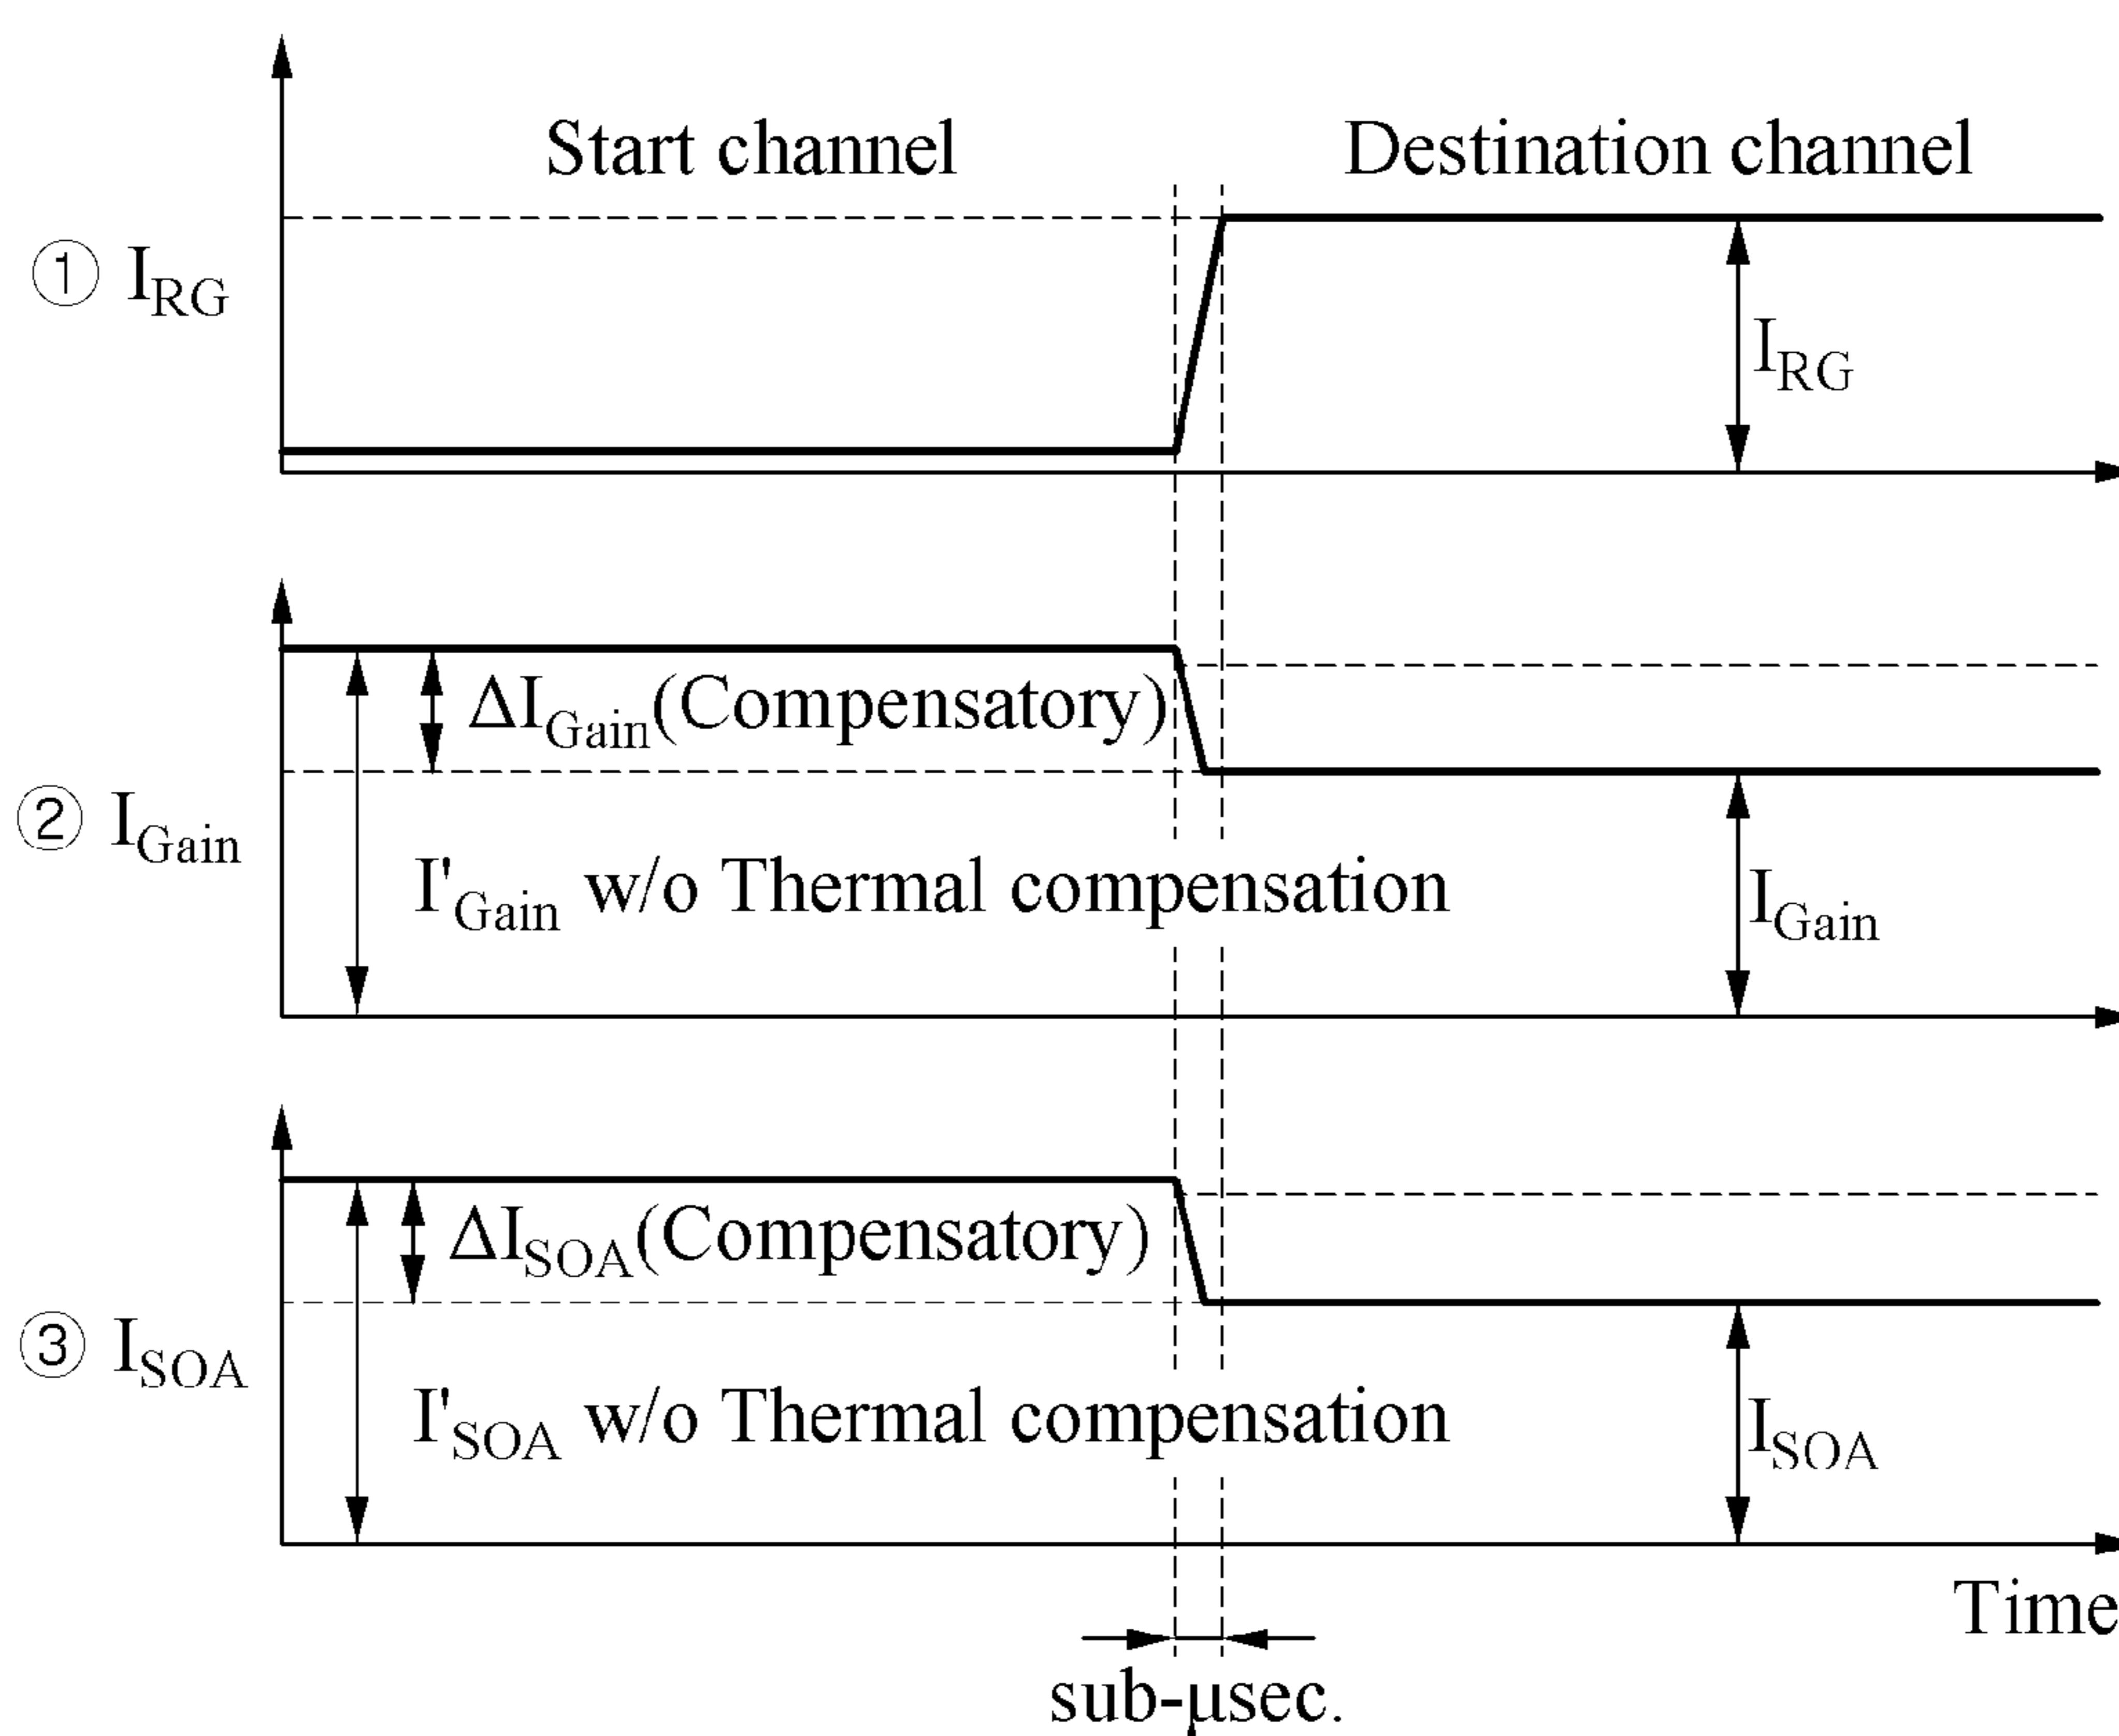 Start channel Destination channel
① I_RG
I_RG
ΔI_Gain(Compensatory)
② I_Gain
I'_Gain w/o Thermal compensation
I_Gain
ΔI_SOA(Compensatory)
③ I_SOA
I'_SOA w/o Thermal compensation
I_SOA
Time
sub-μsec.